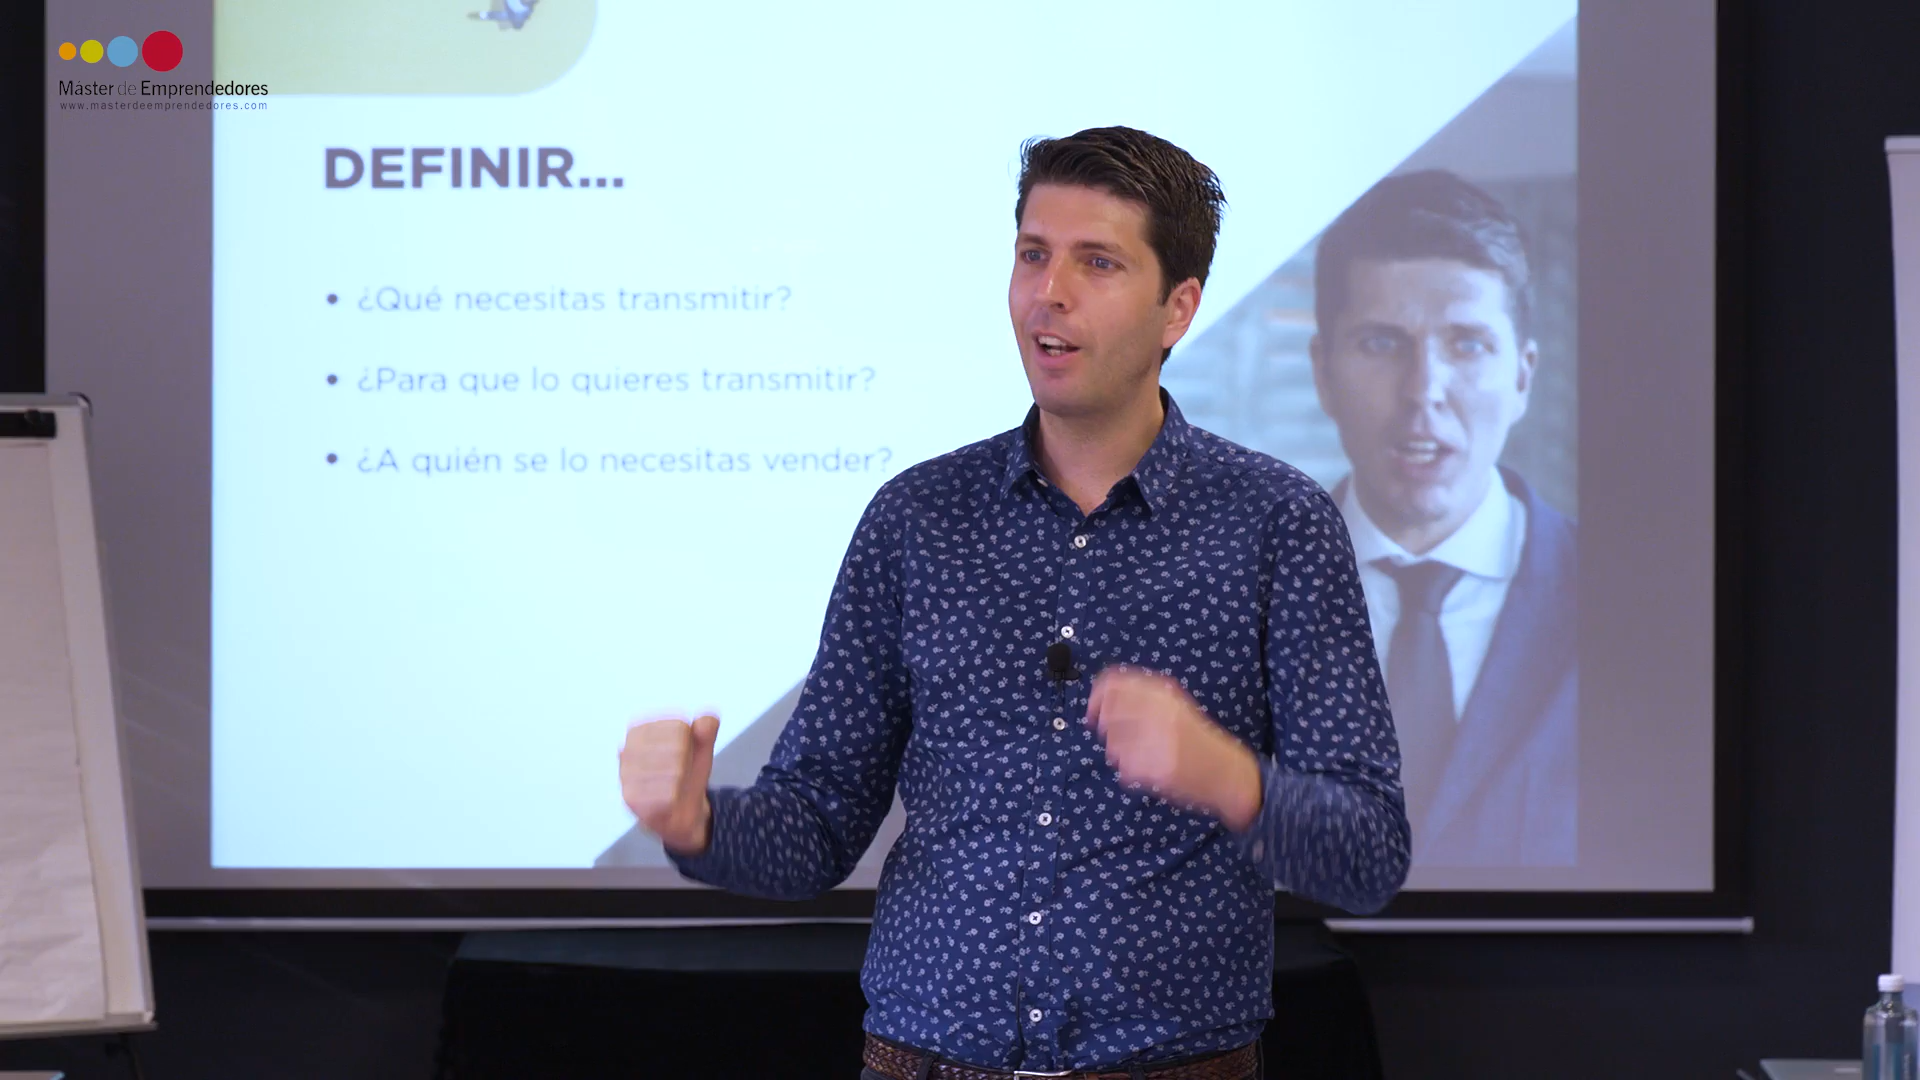 Máster de Emprendedores
www.masterdeemprendedores.com
DEFINIR...
• ¿Qué necesitas transmitir?
• ¿Para que lo quieres transmitir?
• ¿A quién se lo necesitas vender?